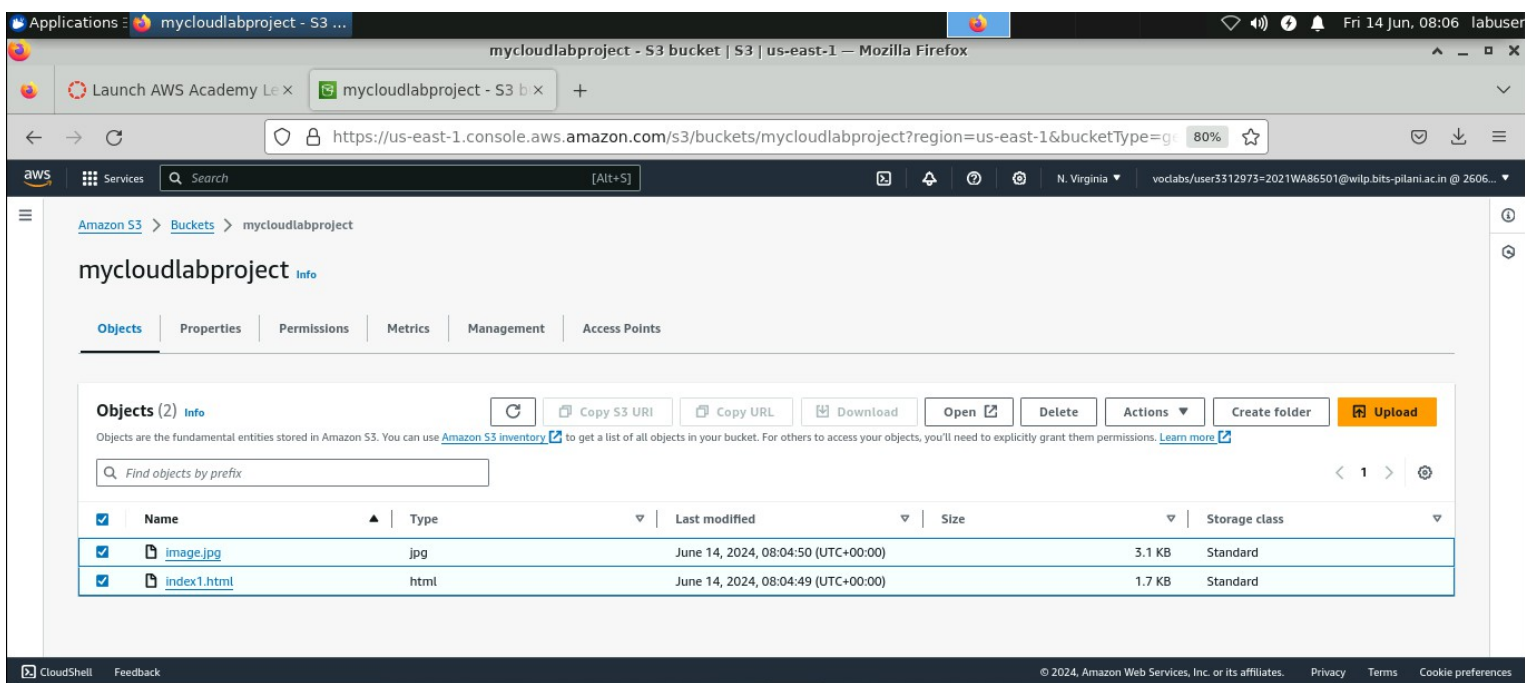 Applications mycloudlabproject - S3 ... Fri 14 Jun, 08:06 labuser
mycloudlabproject - S3 bucket | S3 | us-east-1 — Mozilla Firefox
Launch AWS Academy Le mycloudlabproject - S3 b
https://us-east-1.console.aws.amazon.com/s3/buckets/mycloudlabproject?region=us-east-1&bucketType=ge 80%
aws Services Search [Alt+S] N. Virginia voclabs/user3312973=2021WA86501@wilp.bits-pilani.ac.in @ 2606...
Amazon S3 > Buckets > mycloudlabproject
mycloudlabproject Info
Objects Properties Permissions Metrics Management Access Points
Objects (2) Info Copy S3 URI Copy URL Download Open Delete Actions Create folder Upload
Objects are the fundamental entities stored in Amazon S3. You can use Amazon S3 inventory to get a list of all objects in your bucket. For others to access your objects, you'll need to explicitly grant them permissions. Learn more
Find objects by prefix < 1 >
Name Type Last modified Size Storage class
image.jpg jpg June 14, 2024, 08:04:50 (UTC+00:00) 3.1 KB Standard
index1.html html June 14, 2024, 08:04:49 (UTC+00:00) 1.7 KB Standard
CloudShell Feedback © 2024, Amazon Web Services, Inc. or its affiliates. Privacy Terms Cookie preferences